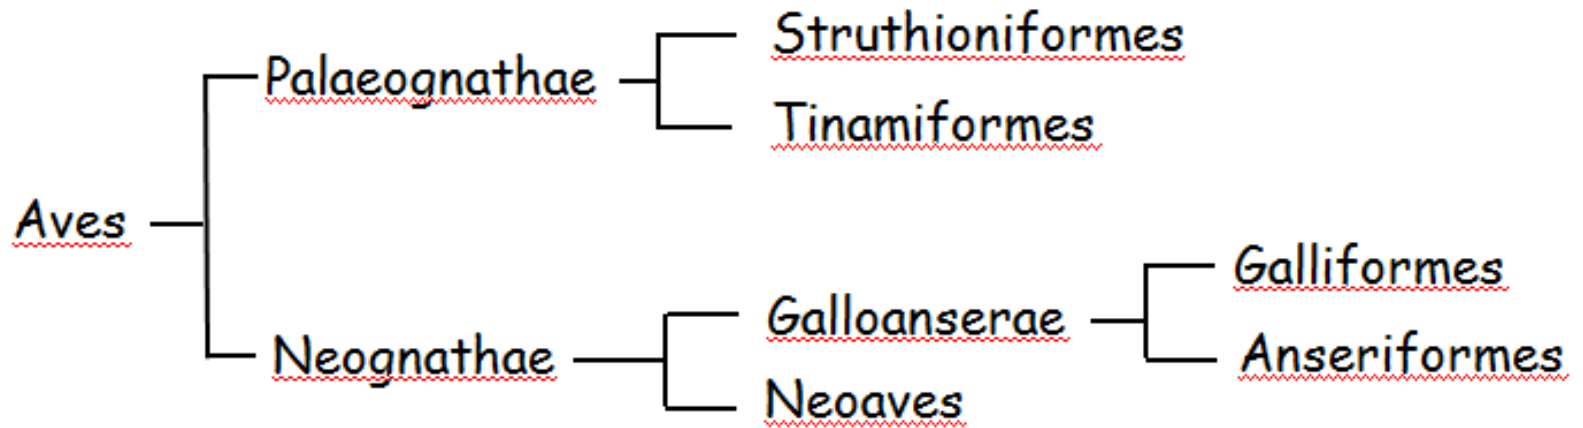 Struthioniformes
Palaeognathae
Tinamiformes
Aves
Galliformes
Galloanserae
Anseriformes
Neognathae
Neoaves